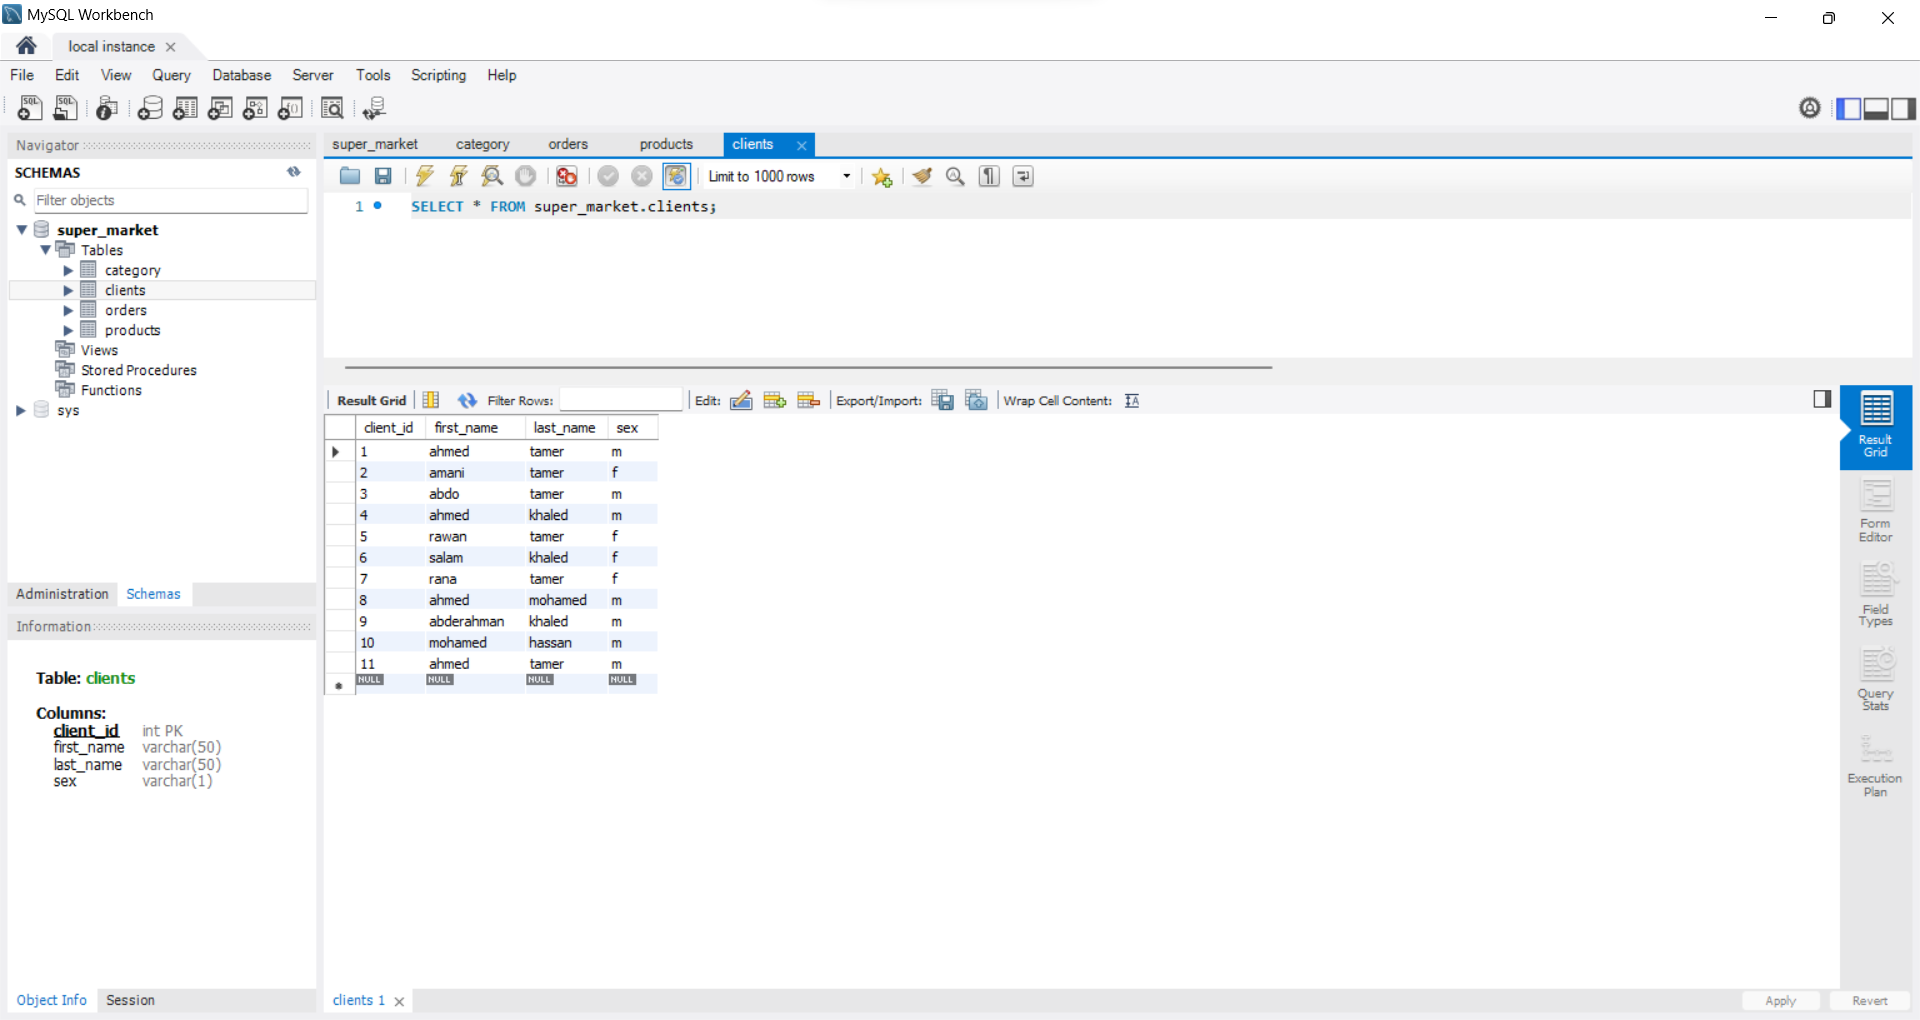 MySQL Workbench
local instance
File Edit View Query Database Server Tools Scripting Help
Navigator
SCHEMAS
Filter objects
super_market
Tables
category
clients
orders
products
Views
Stored Procedures
Functions
sys
Administration Schemas
Information
Table: clients
Columns:
client_id int PK
first_name varchar(50)
last_name varchar(50)
sex varchar(1)
Object Info Session
super_market category orders products clients
Limit to 1000 rows
1 SELECT * FROM super_market.clients;
Result Grid Filter Rows: Edit: Export/Import: Wrap Cell Content:
client_id first_name last_name sex
1 ahmed tamer m
2 amani tamer f
3 abdo tamer m
4 ahmed khaled m
5 rawan tamer f
6 salam khaled f
7 rana tamer f
8 ahmed mohamed m
9 abderahman khaled m
10 mohamed hassan m
11 ahmed tamer m
NULL NULL NULL NULL
Result
Grid
Form
Editor
Field
Types
Query
Stats
Execution
Plan
clients 1
Apply Revert